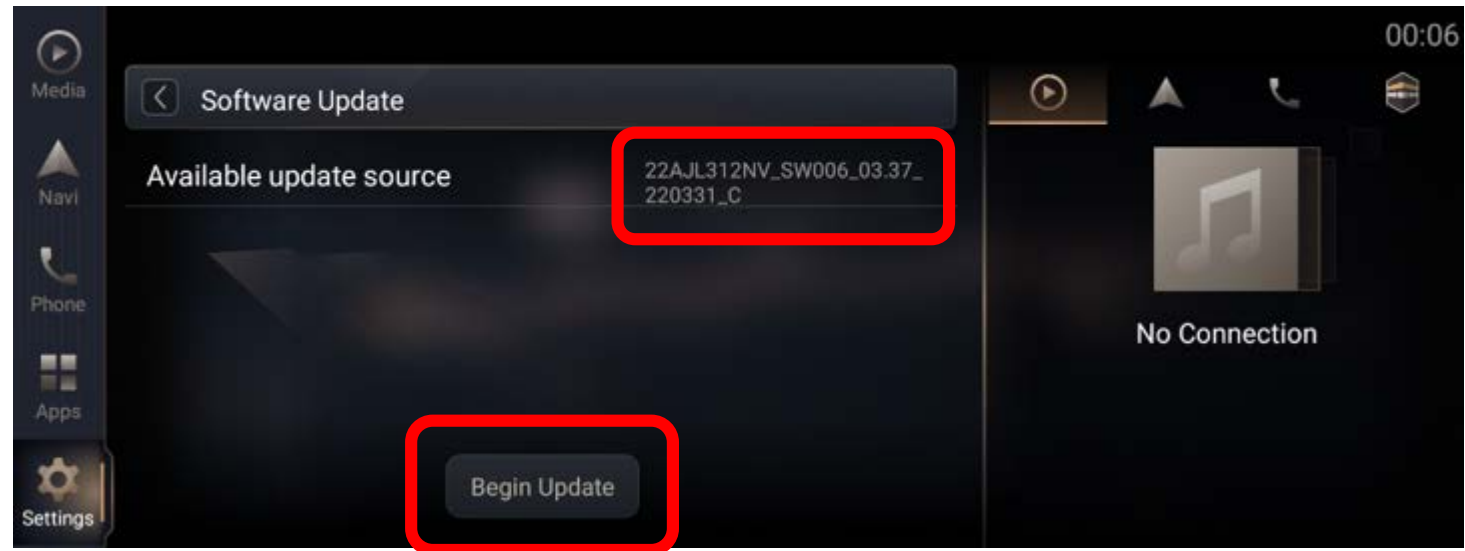 00:06
Media
Software Update
Available update source
22AJL312NV_SW006_03.37_
220331_C
Navi
Phone
No Connection
Apps
Begin Update
Settings